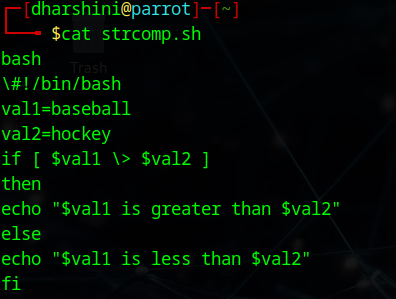 ┌─[dharshini@parrot]─[~]
└──╼ $cat strcomp.sh
Trash
bash
\#!/bin/bash
val1=baseball
val2=hockey
if [ $val1 \> $val2 ]
then
echo "$val1 is greater than $val2"
else
echo "$val1 is less than $val2"
fi